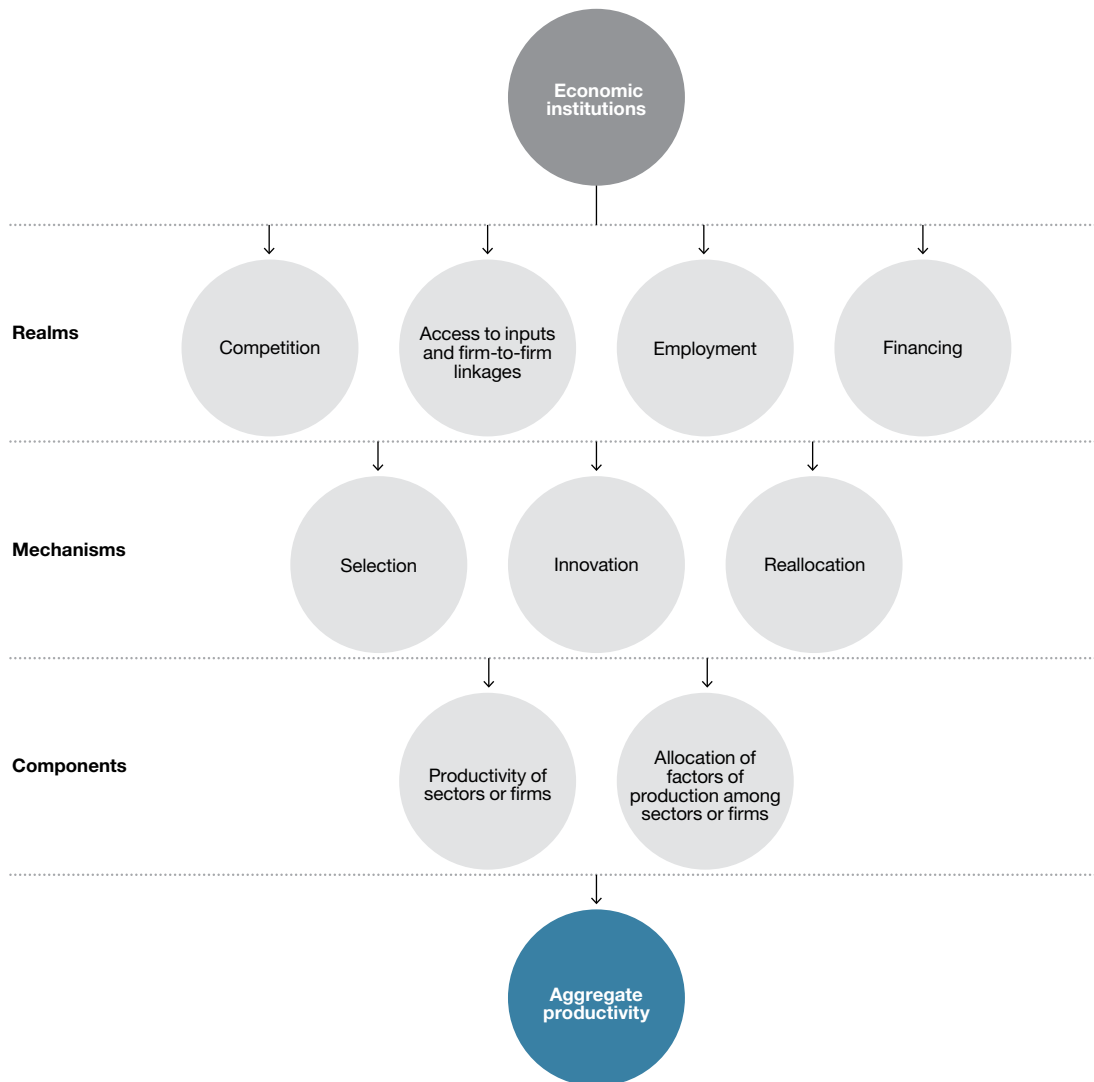 Economic
institutions
Realms
Competition
Access to inputs
and firm-to-firm
linkages
Employment
Financing
Mechanisms
Selection
Innovation
Reallocation
Components
Productivity of
sectors or firms
Allocation of
factors of
production among
sectors or firms
Aggregate
productivity